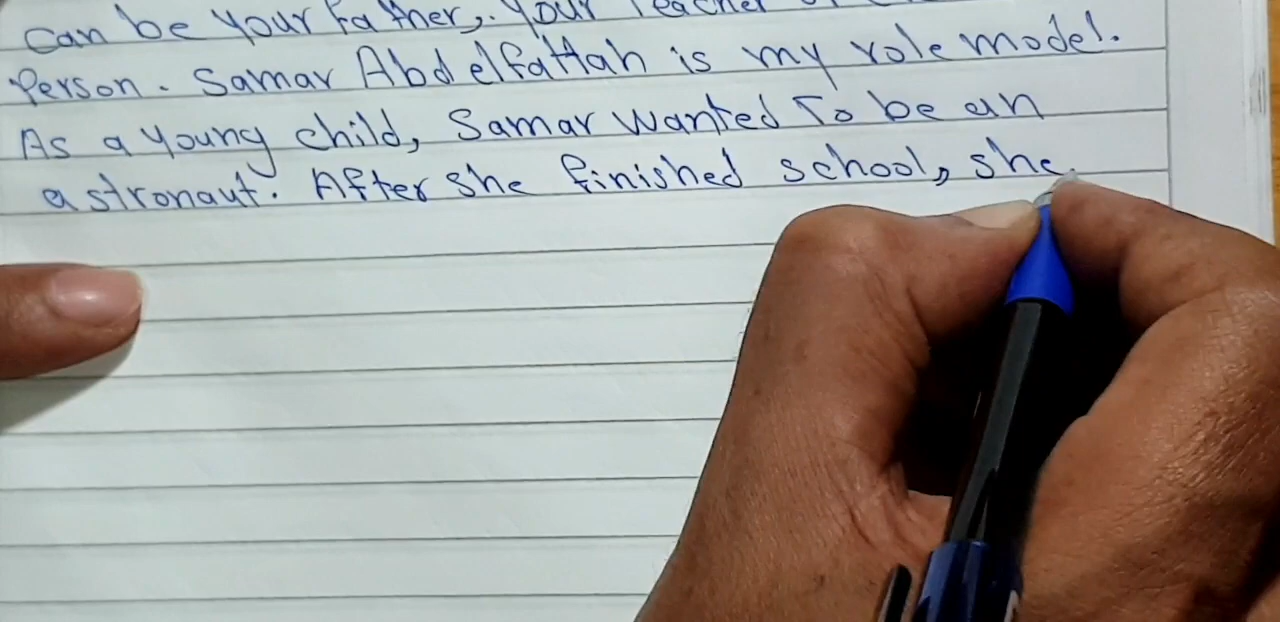 can be your father, your Teacher
Person. Samar Abdelfattah is my role model.
As a young child, Samar wanted To be an
astronaut. After she finished school, she